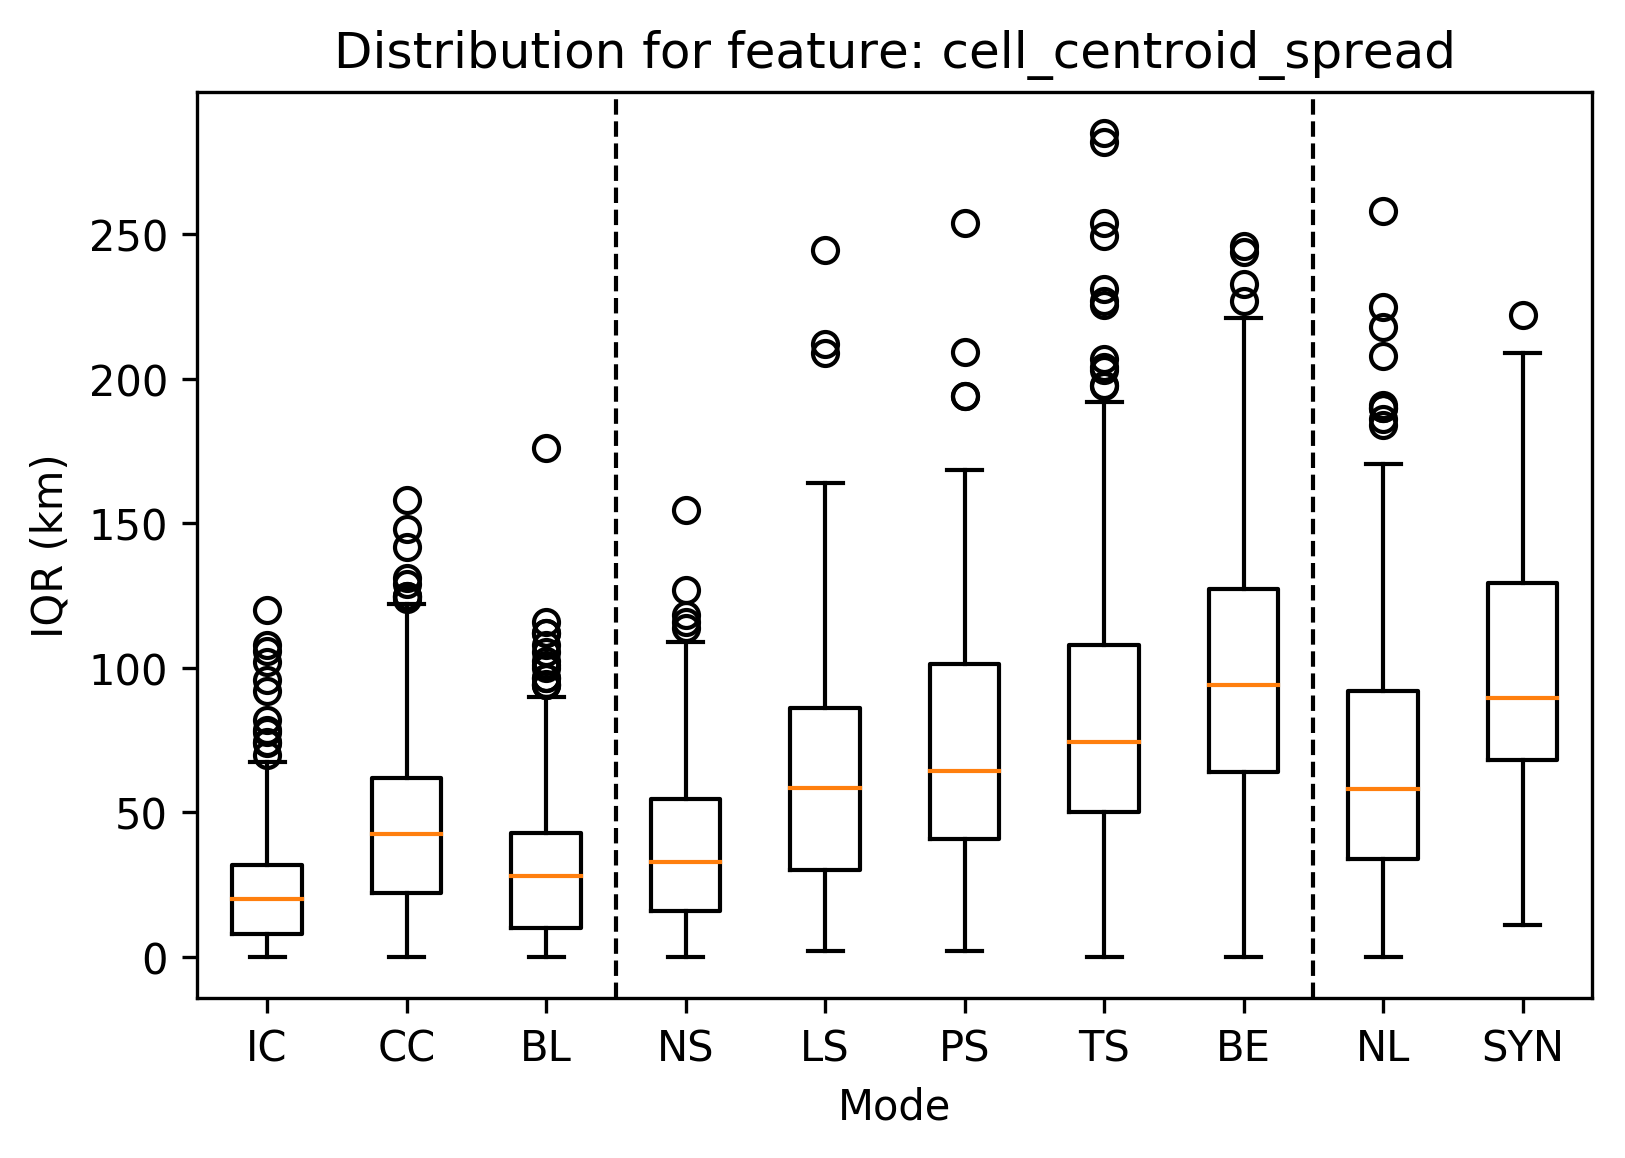 Distribution for feature: cell_centroid_spread
IQR (km)
250
200
150
100
50
0
IC CC BL NS LS PS TS BE NL SYN
Mode